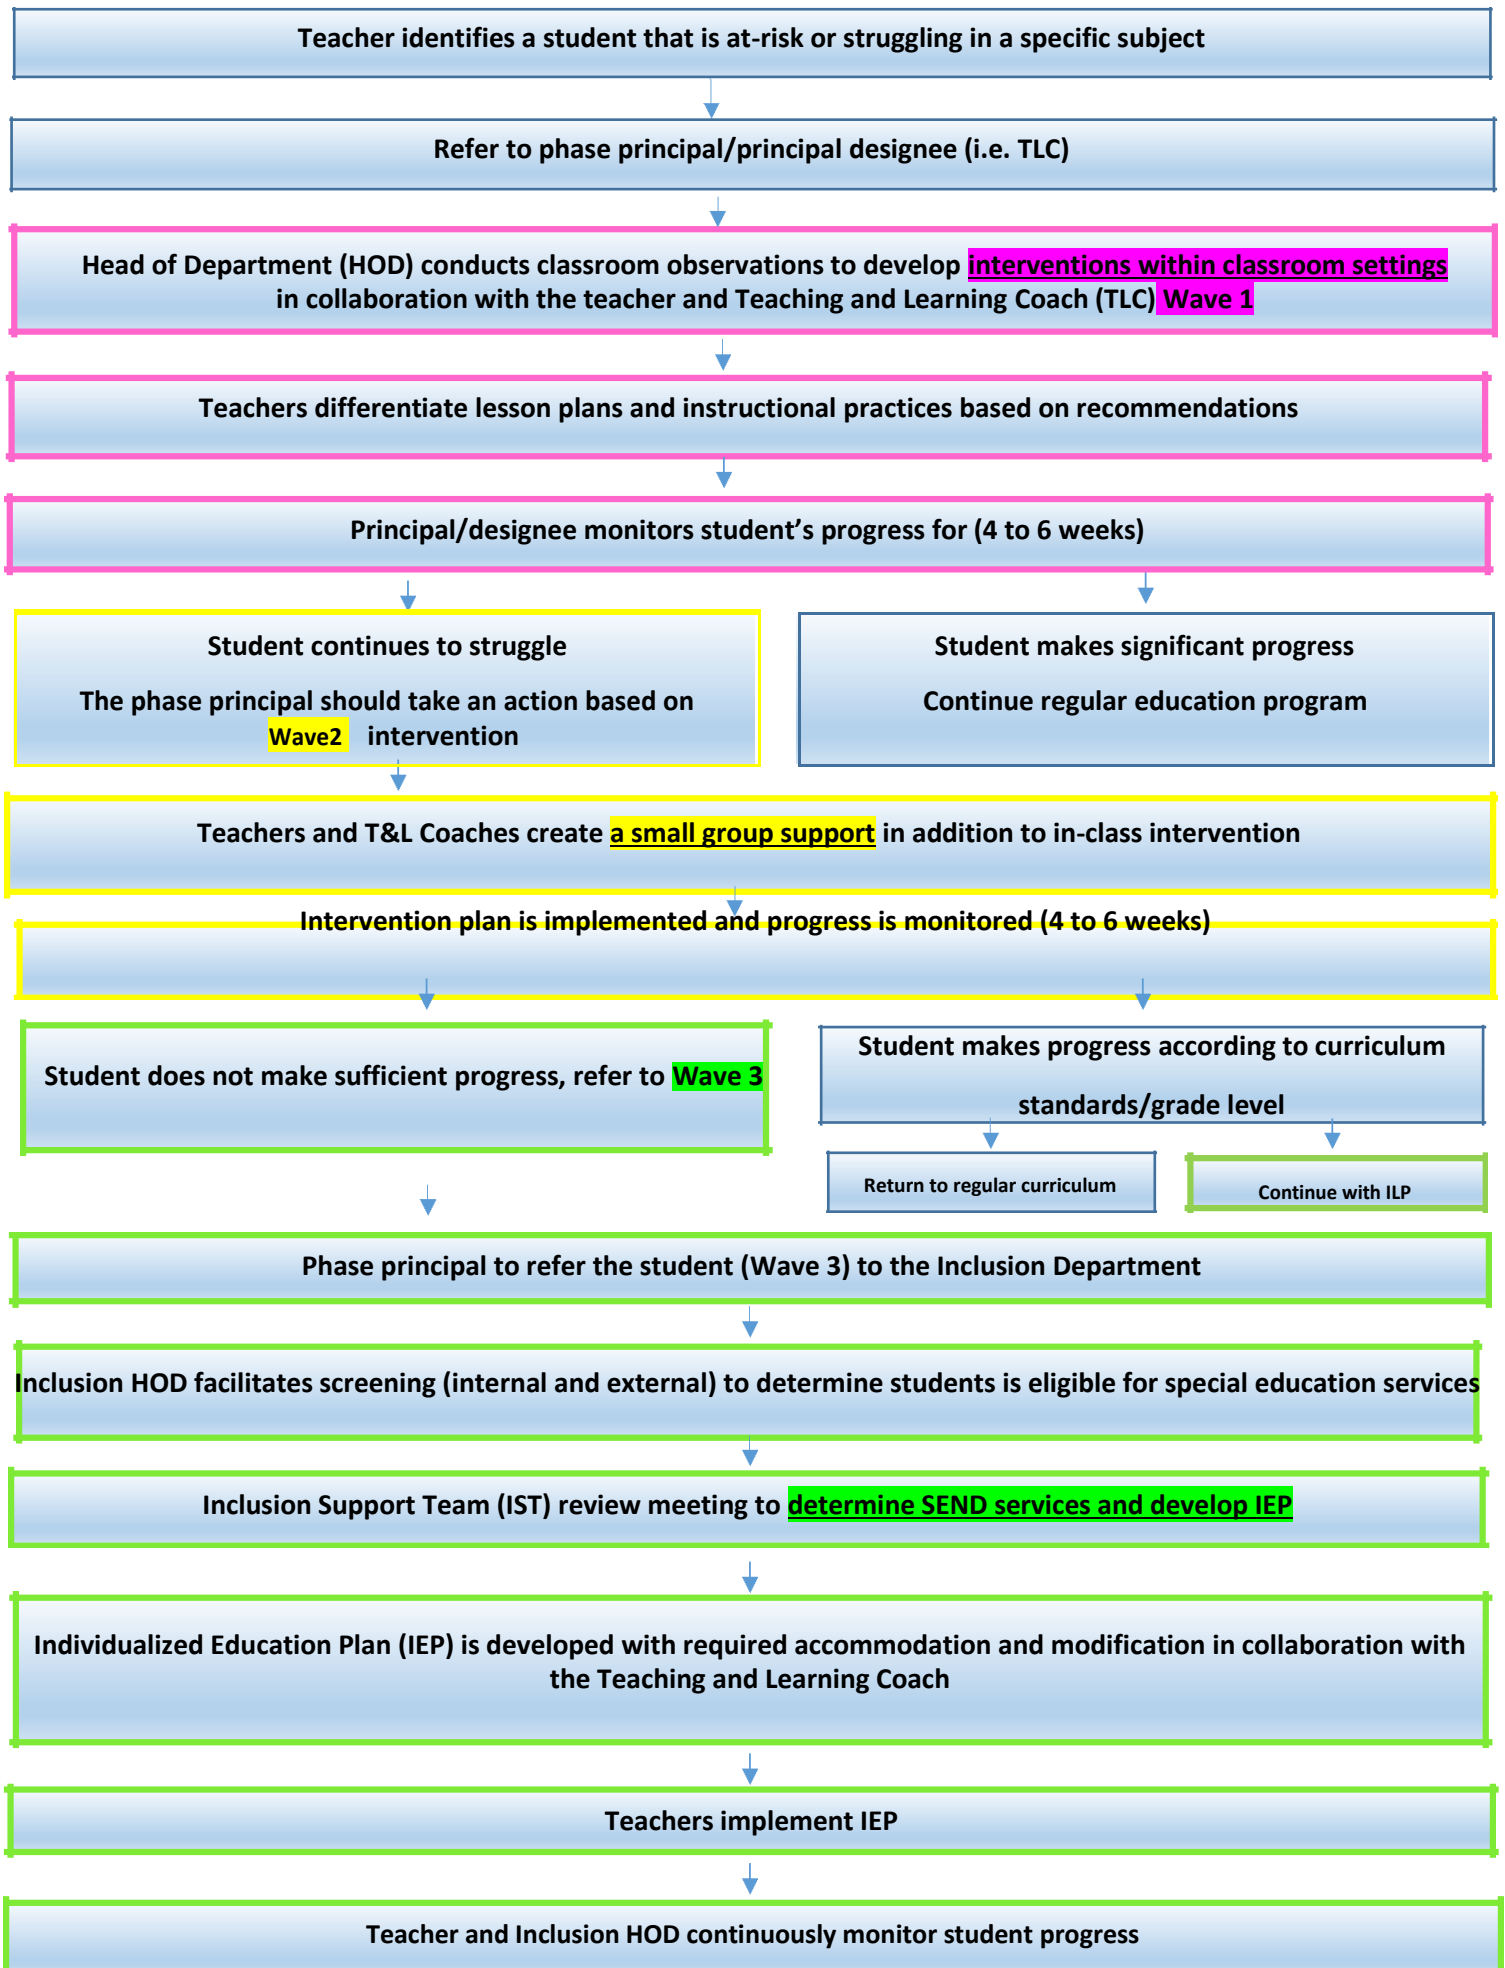 Teacher identifies a student that is at-risk or struggling in a specific subject
Refer to phase principal/principal designee (i.e. TLC)
Head of Department (HOD) conducts classroom observations to develop interventions within classroom settings
in collaboration with the teacher and Teaching and Learning Coach (TLC) Wave 1
Teachers differentiate lesson plans and instructional practices based on recommendations
Principal/designee monitors student’s progress for (4 to 6 weeks)
Student continues to struggle
The phase principal should take an action based on
Wave2 intervention
Student makes significant progress
Continue regular education program
Teachers and T&L Coaches create a small group support in addition to in-class intervention
Intervention plan is implemented and progress is monitored (4 to 6 weeks)
Student does not make sufficient progress, refer to Wave 3
Student makes progress according to curriculum
standards/grade level
Return to regular curriculum
Continue with ILP
Phase principal to refer the student (Wave 3) to the Inclusion Department
Inclusion HOD facilitates screening (internal and external) to determine students is eligible for special education services
Inclusion Support Team (IST) review meeting to determine SEND services and develop IEP
Individualized Education Plan (IEP) is developed with required accommodation and modification in collaboration with
the Teaching and Learning Coach
Teachers implement IEP
Teacher and Inclusion HOD continuously monitor student progress